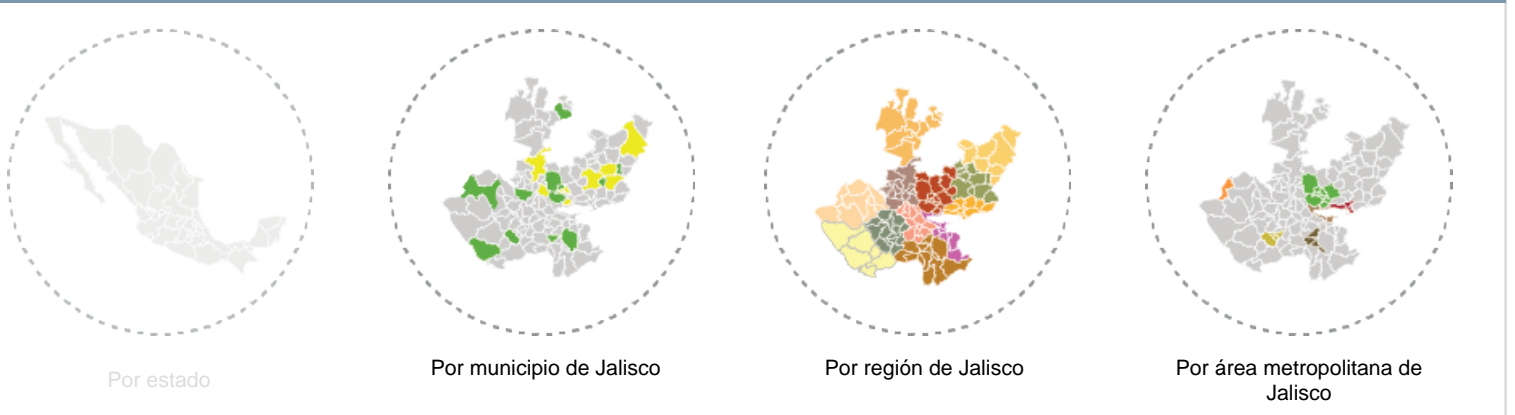 Por estado
Por municipio de Jalisco
Por región de Jalisco
Por área metropolitana de
Jalisco